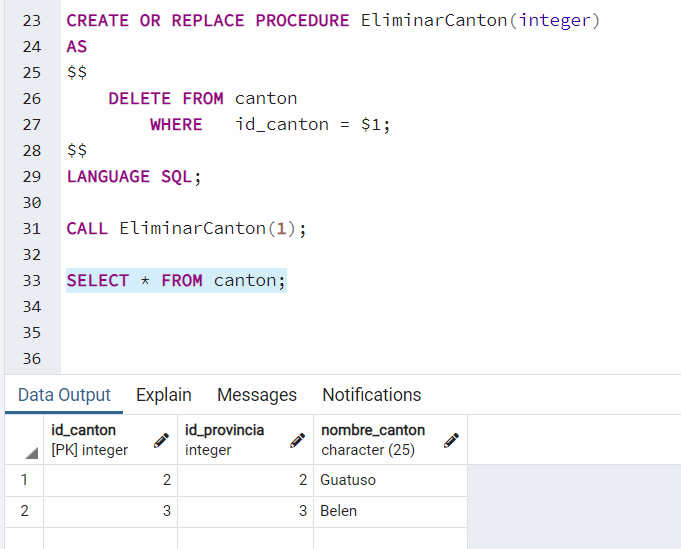 23 CREATE OR REPLACE PROCEDURE EliminarCanton(integer)
24 AS
25 $$
26 DELETE FROM canton
27 WHERE id_canton = $1;
28 $$
29 LANGUAGE SQL;
30
31 CALL EliminarCanton(1);
32
33 SELECT * FROM canton;
34
35
36
Data Output Explain Messages Notifications
id_canton id_provincia nombre_canton
[PK] integer integer character (25)
1 2 2 Guatuso
2 3 3 Belen